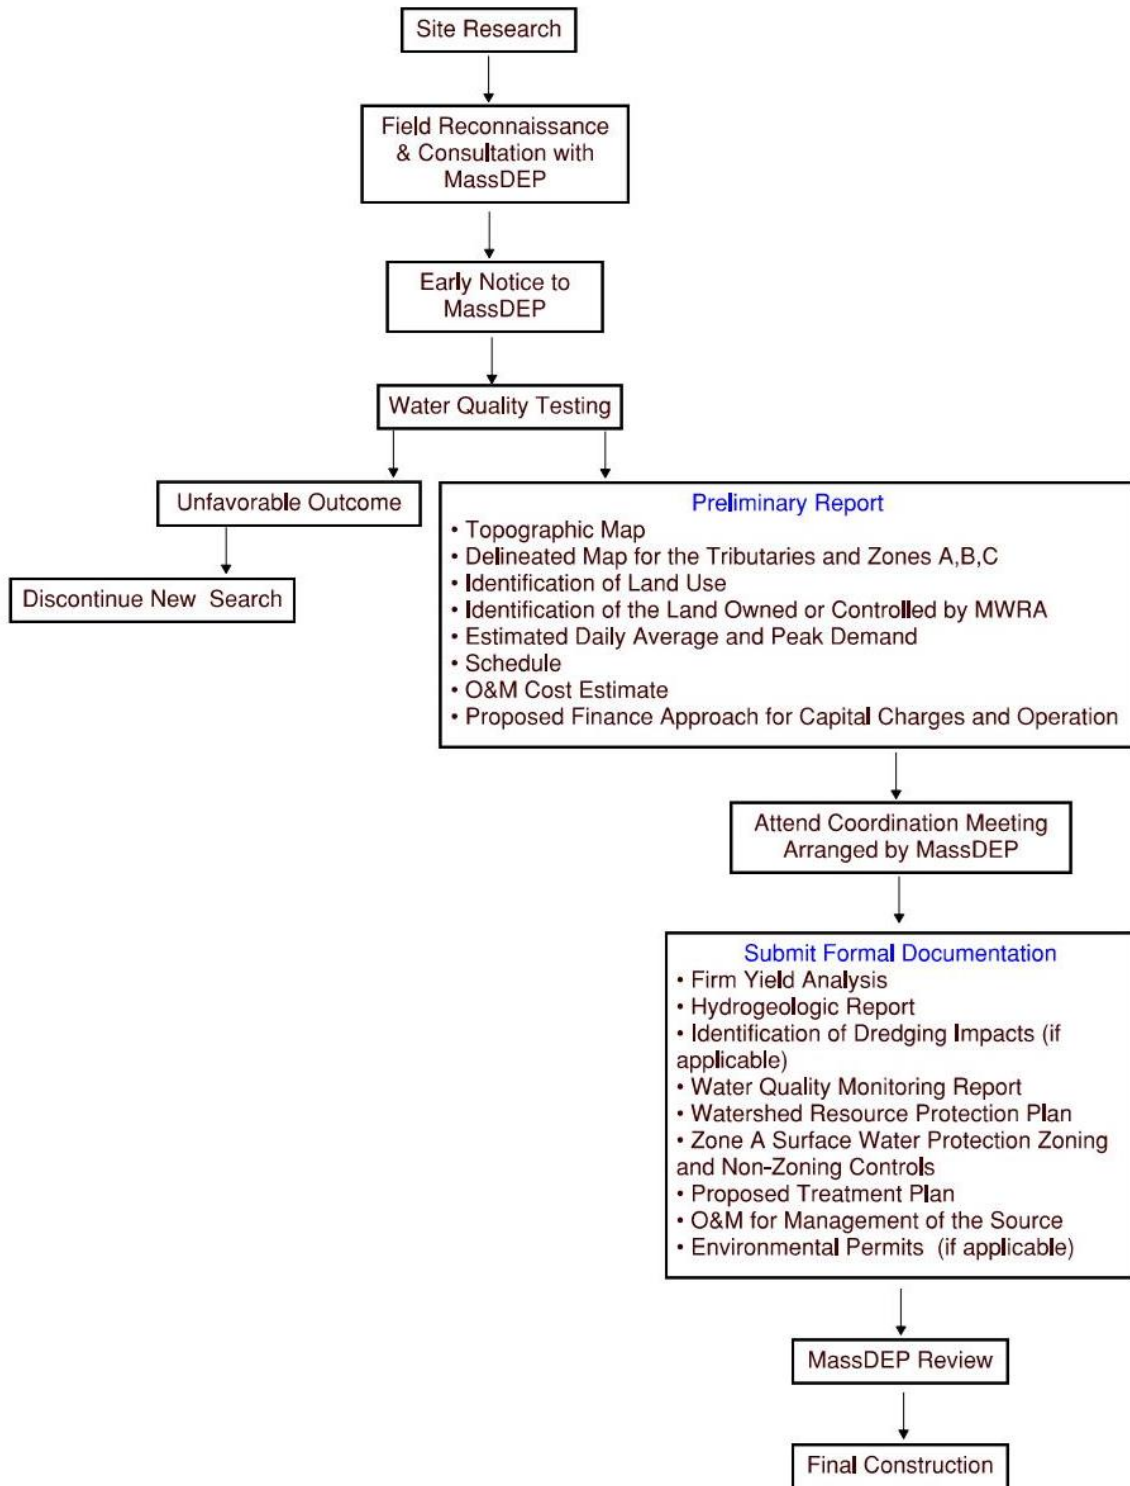 Site Research
Field Reconnaissance
& Consultation with
MassDEP
Early Notice to
MassDEP
Water Quality Testing
Unfavorable Outcome
Discontinue New  Search
Preliminary Report
• Topographic Map
• Delineated Map for the Tributaries and Zones A,B,C
• Identification of Land Use
• Identification of the Land Owned or Controlled by MWRA
• Estimated Daily Average and Peak Demand
• Schedule
• O&M Cost Estimate
• Proposed Finance Approach for Capital Charges and Operation
Attend Coordination Meeting
Arranged by MassDEP
Submit Formal Documentation
• Firm Yield Analysis
• Hydrogeologic Report
• Identification of Dredging Impacts (if
applicable)
• Water Quality Monitoring Report
• Watershed Resource Protection Plan
• Zone A Surface Water Protection Zoning
and Non-Zoning Controls
• Proposed Treatment Plan
• O&M for Management of the Source
• Environmental Permits  (if applicable)
MassDEP Review
Final Construction